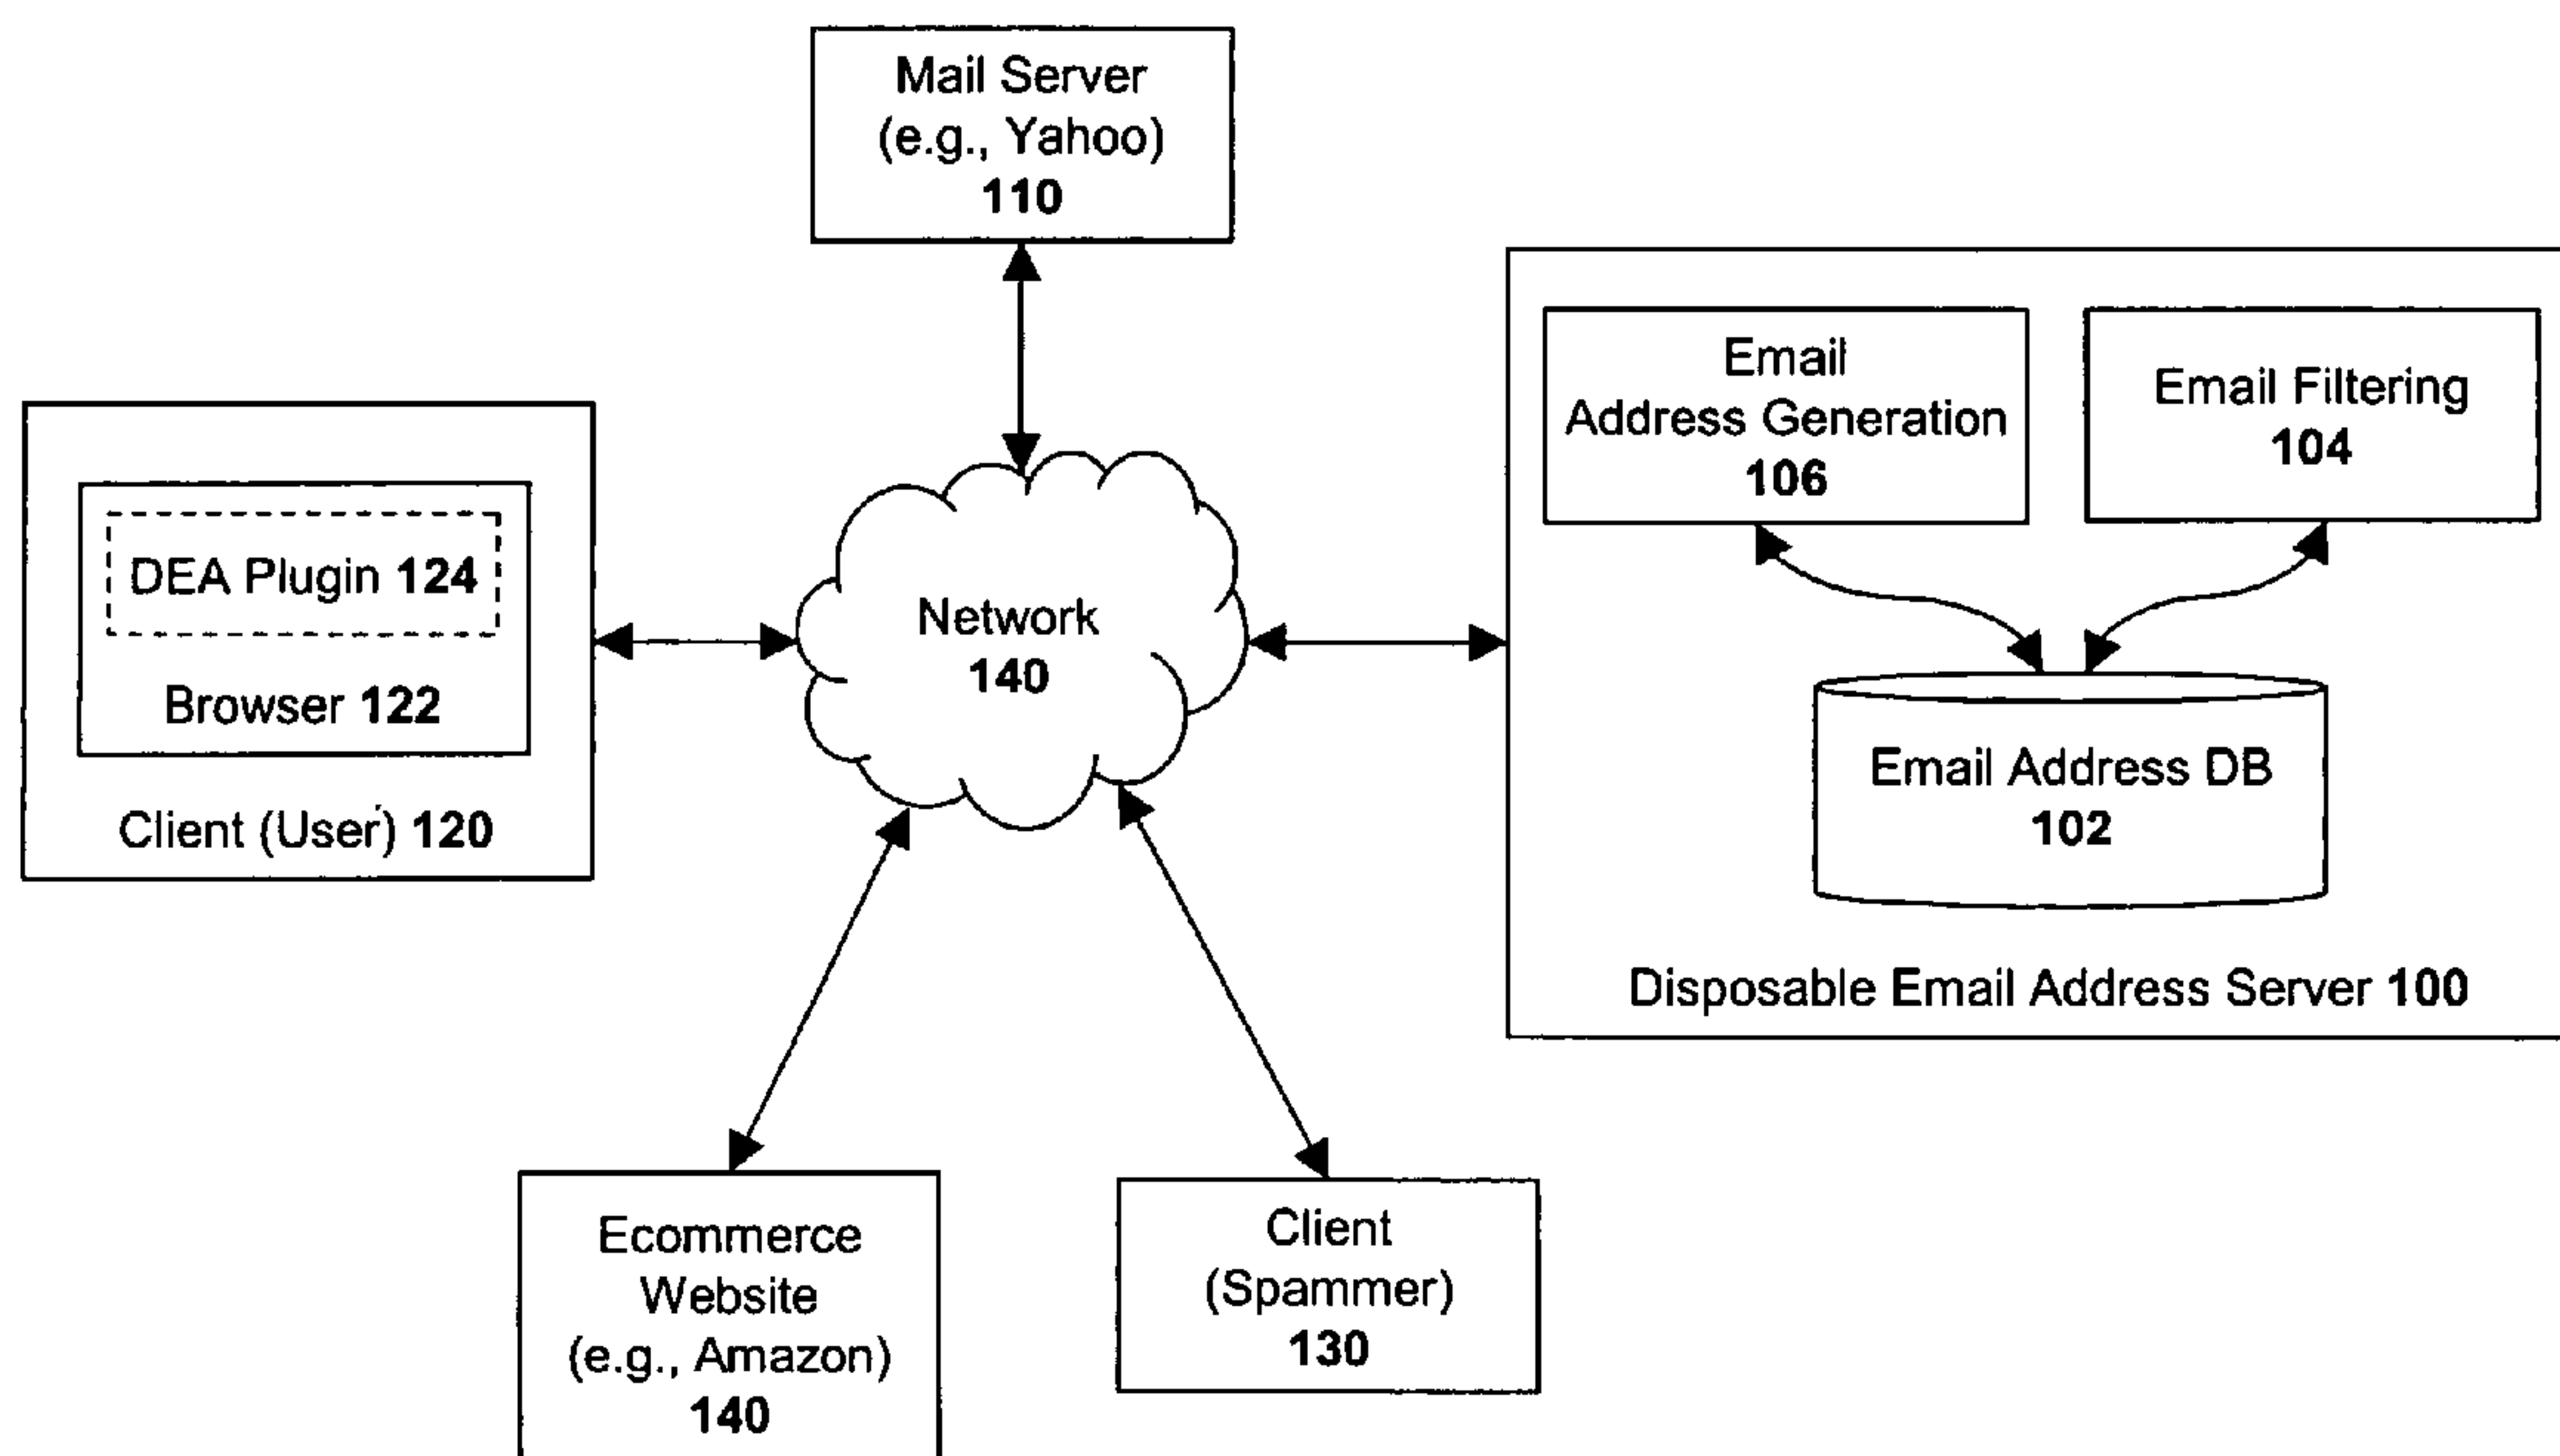 Mail Server
(e.g., Yahoo)
110
Email
Address Generation
106
Email Filtering
104
DEA Plugin 124
Browser 122
Client (User) 120
Network
140
Email Address DB
102
Disposable Email Address Server 100
Ecommerce
Website
(e.g., Amazon)
140
Client
(Spammer)
130